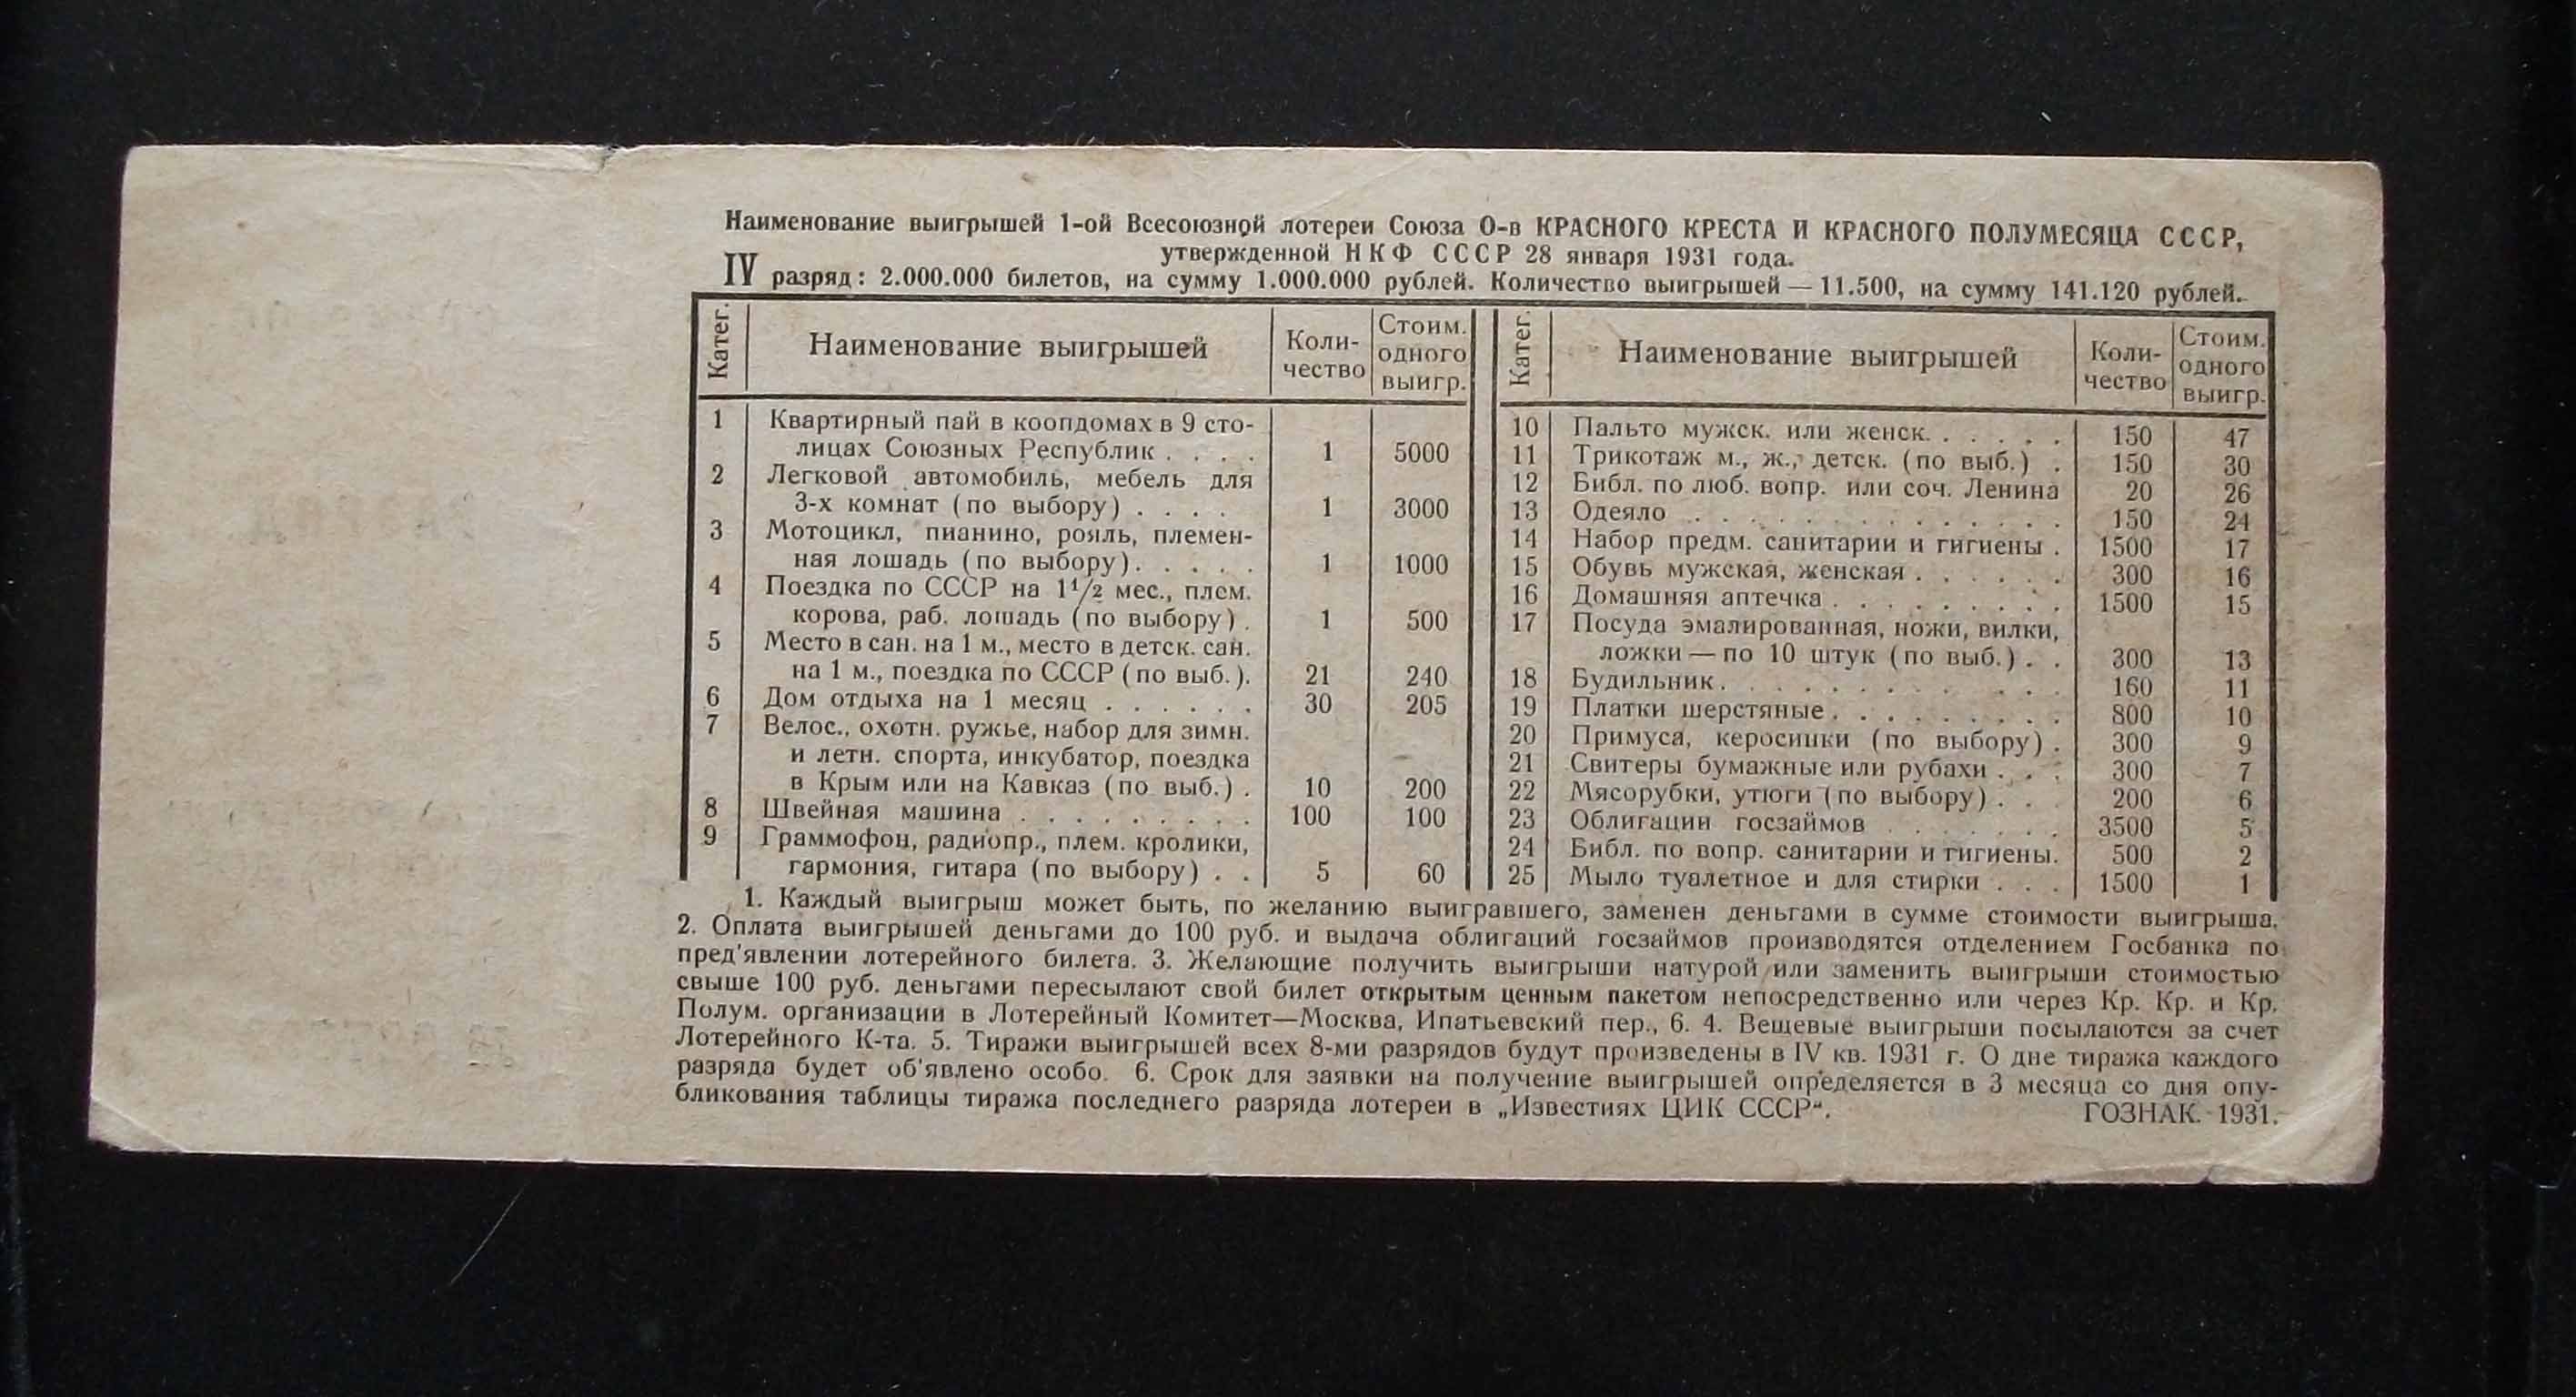 Наименование выигрышей 1-ой Всесоюзной лотереи Союза О-в КРАСНОГО КРЕСТА И КРАСНОГО ПОЛУМЕСЯЦА СССР,
утвержденной НКФ СССР 28 января 1931 года.
IV разряд: 2.000.000 билетов, на сумму 1.000.000 рублей. Количество выигрышей — 11.500, на сумму 141.120 рублей.
Катег. Наименование выигрышей Коли-чество Стоим. одного выигр.
1 Квартирный пай в коопдомах в 9 сто-
лицах Союзных Республик . . . . 1 5000
2 Легковой автомобиль, мебель для
3-х комнат (по выбору) . . . . 1 3000
3 Мотоцикл, пианино, рояль, племен-
ная лошадь (по выбору). . . . . 1 1000
4 Поездка по СССР на 1 1/2 мес., плем.
корова, раб. лошадь (по выбору) . 1 500
5 Место в сан. на 1 м., место в детск. сан.
на 1 м., поездка по СССР (по выб.). 21 240
6 Дом отдыха на 1 месяц . . . . . . 30 205
7 Велос., охотн. ружье, набор для зимн.
и летн. спорта, инкубатор, поездка
в Крым или на Кавказ (по выб.) . 10 200
8 Швейная машина . . . . . . . . . 100 100
9 Граммофон, радиопр., плем. кролики,
гармония, гитара (по выбору) . . 5 60
Катег. Наименование выигрышей Коли-чество Стоим. одного выигр.
10 Пальто мужск. или женск. . . . . . 150 47
11 Трикотаж м., ж., детск. (по выб.) . 150 30
12 Библ. по люб. вопр. или соч. Ленина 20 26
13 Одеяло . . . . . . . . . . . . . . 150 24
14 Набор предм. санитарии и гигиены . 1500 17
15 Обувь мужская, женская . . . . . . 300 16
16 Домашняя аптечка . . . . . . . . . 1500 15
17 Посуда эмалированная, ножи, вилки,
ложки — по 10 штук (по выб.) . . 300 13
18 Будильник. . . . . . . . . . . . . 160 11
19 Платки шерстяные . . . . . . . . . 800 10
20 Примуса, керосинки (по выбору) . 300 9
21 Свитеры бумажные или рубахи . . . 300 7
22 Мясорубки, утюги (по выбору) . . . 200 6
23 Облигации госзаймов . . . . . . . 3500 5
24 Библ. по вопр. санитарии и гигиены. 500 2
25 Мыло туалетное и для стирки . . . 1500 1
1. Каждый выигрыш может быть, по желанию выигравшего, заменен деньгами в сумме стоимости выигрыша.
2. Оплата выигрышей деньгами до 100 руб. и выдача облигаций госзаймов производятся отделением Госбанка по
пред'явлении лотерейного билета. 3. Желающие получить выигрыши натурой или заменить выигрыши стоимостью
свыше 100 руб. деньгами пересылают свой билет открытым ценным пакетом непосредственно или через Кр. Кр. и Кр.
Полум. организации в Лотерейный Комитет—Москва, Ипатьевский пер., 6. 4. Вещевые выигрыши посылаются за счет
Лотерейного К-та. 5. Тиражи выигрышей всех 8-ми разрядов будут произведены в IV кв. 1931 г. О дне тиража каждого
разряда будет об'явлено особо. 6. Срок для заявки на получение выигрышей определяется в 3 месяца со дня опу-
бликования таблицы тиража последнего разряда лотереи в „Известиях ЦИК СССР“. ГОЗНАК. 1931.